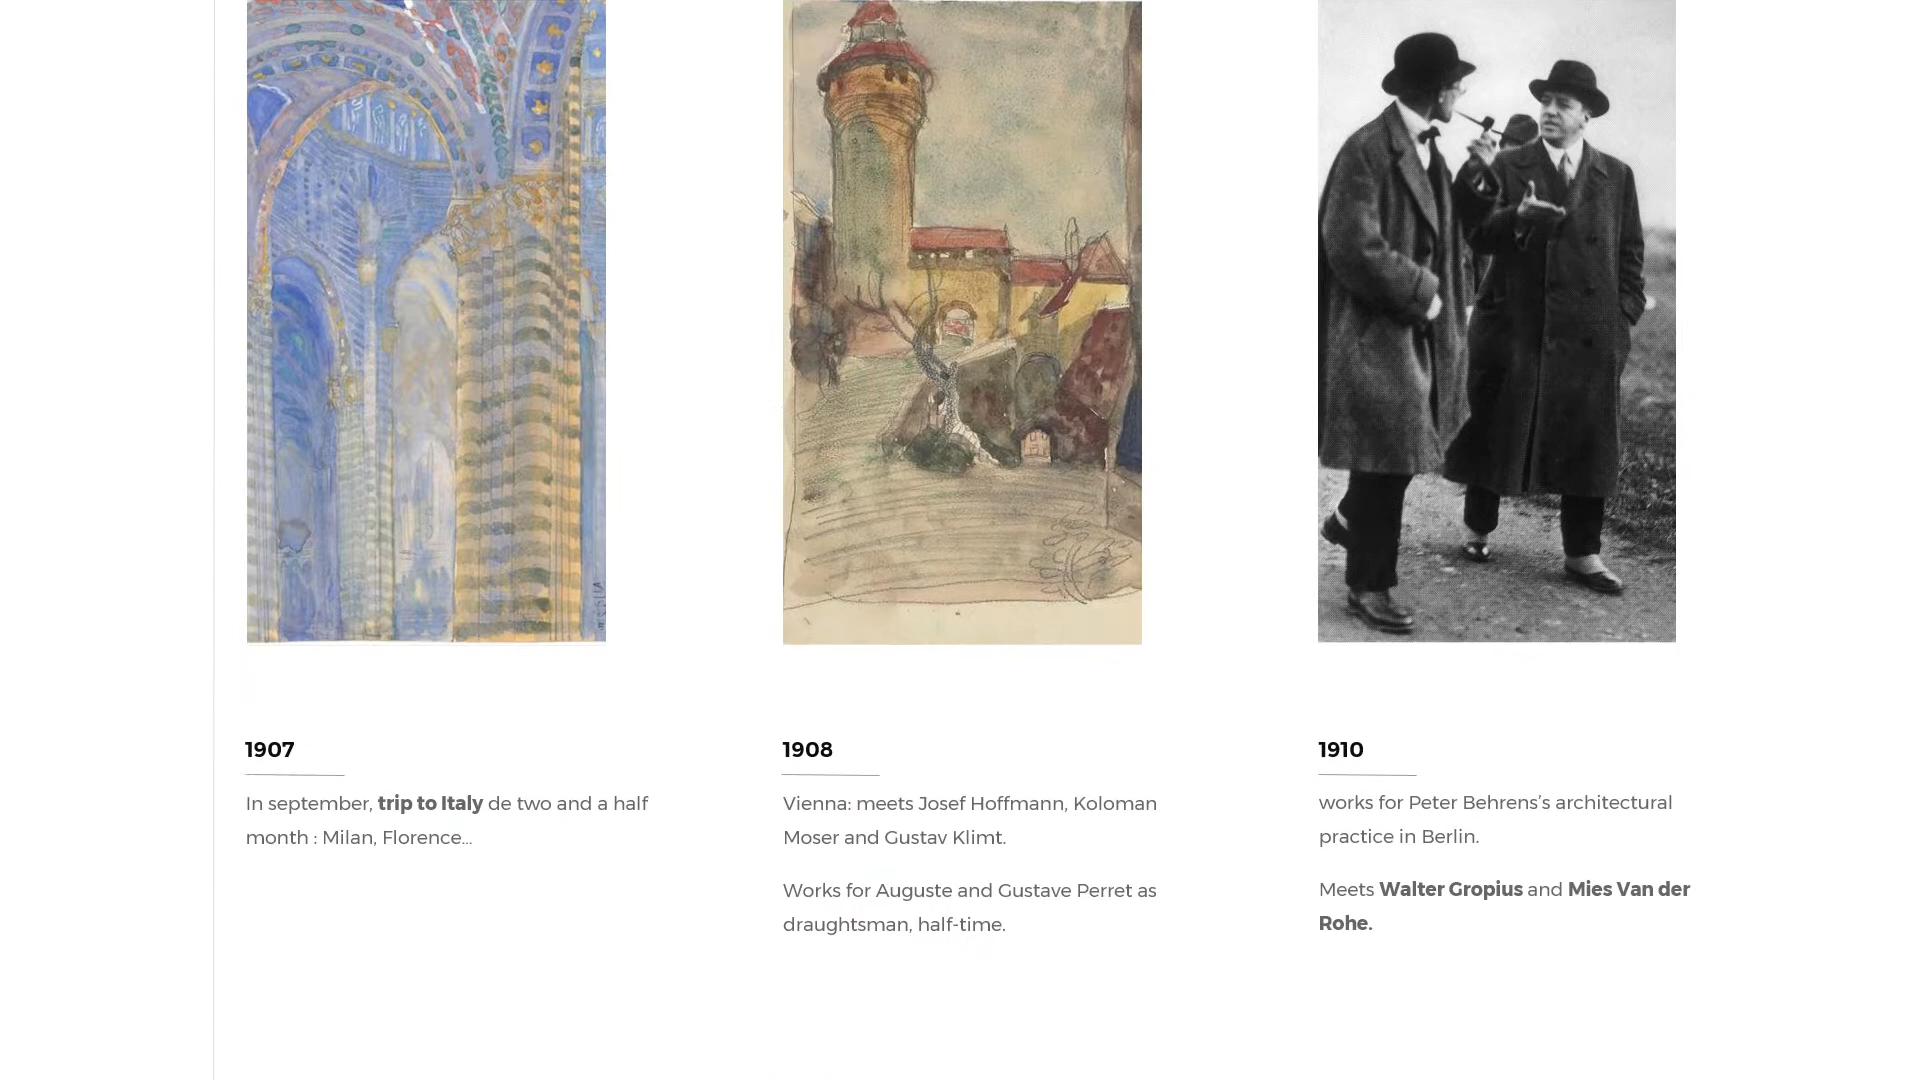 1907
In september, trip to Italy de two and a half
month : Milan, Florence...
1908
Vienna: meets Josef Hoffmann, Koloman
Moser and Gustav Klimt.
Works for Auguste and Gustave Perret as
draughtsman, half-time.
1910
works for Peter Behrens’s architectural
practice in Berlin.
Meets Walter Gropius and Mies Van der
Rohe.